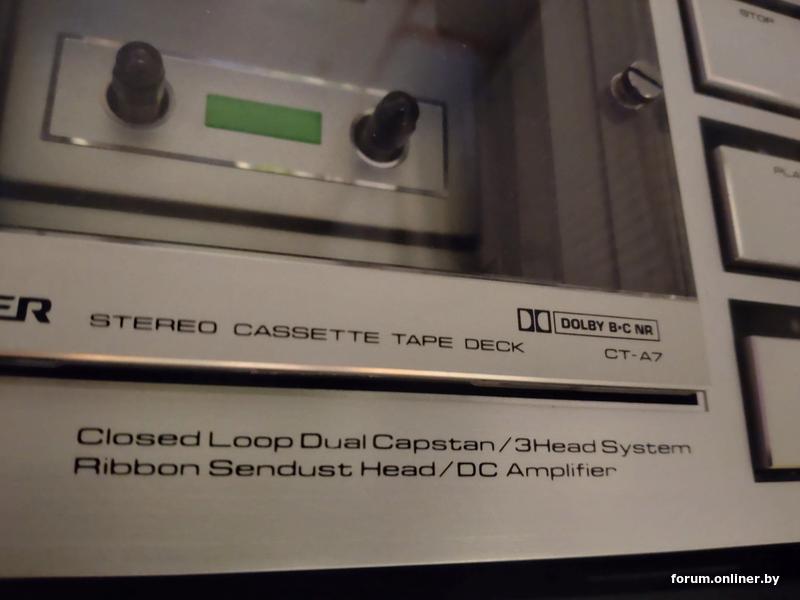 STOP
PLA
ER
STEREO CASSETTE TAPE DECK
DOLBY B·C NR
CT-A7
Closed Loop Dual Capstan/3Head System
Ribbon Sendust Head/DC Amplifier
forum.onliner.by